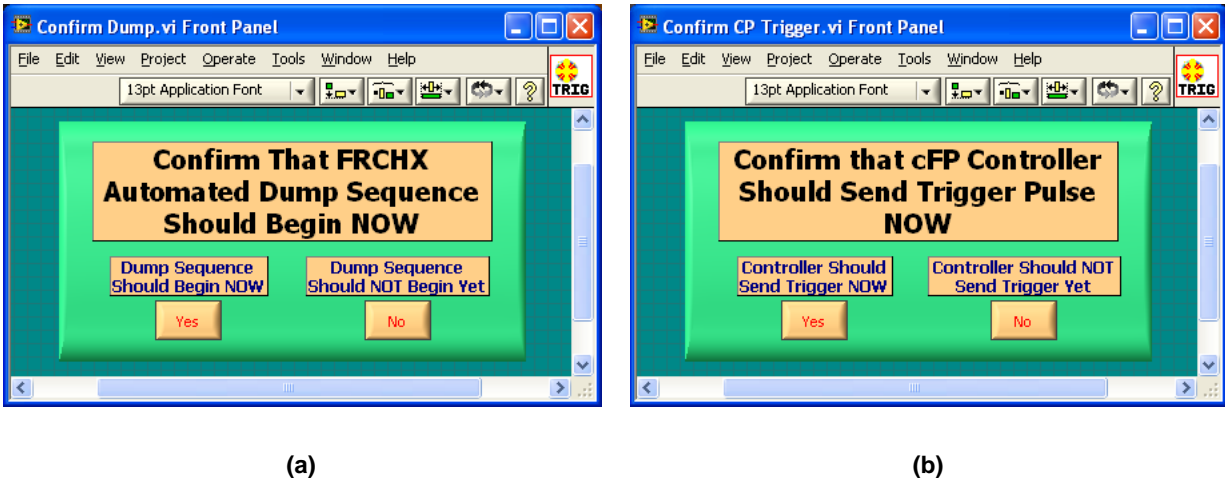 Confirm Dump.vi Front Panel
File Edit View Project Operate Tools Window Help
13pt Application Font
TRIG
Confirm That FRCHX
Automated Dump Sequence
Should Begin NOW
Dump Sequence
Should Begin NOW
Dump Sequence
Should NOT Begin Yet
Yes
No
(a)
Confirm CP Trigger.vi Front Panel
File Edit View Project Operate Tools Window Help
13pt Application Font
TRIG
Confirm that cFP Controller
Should Send Trigger Pulse
NOW
Controller Should
Send Trigger NOW
Controller Should NOT
Send Trigger Yet
Yes
No
(b)